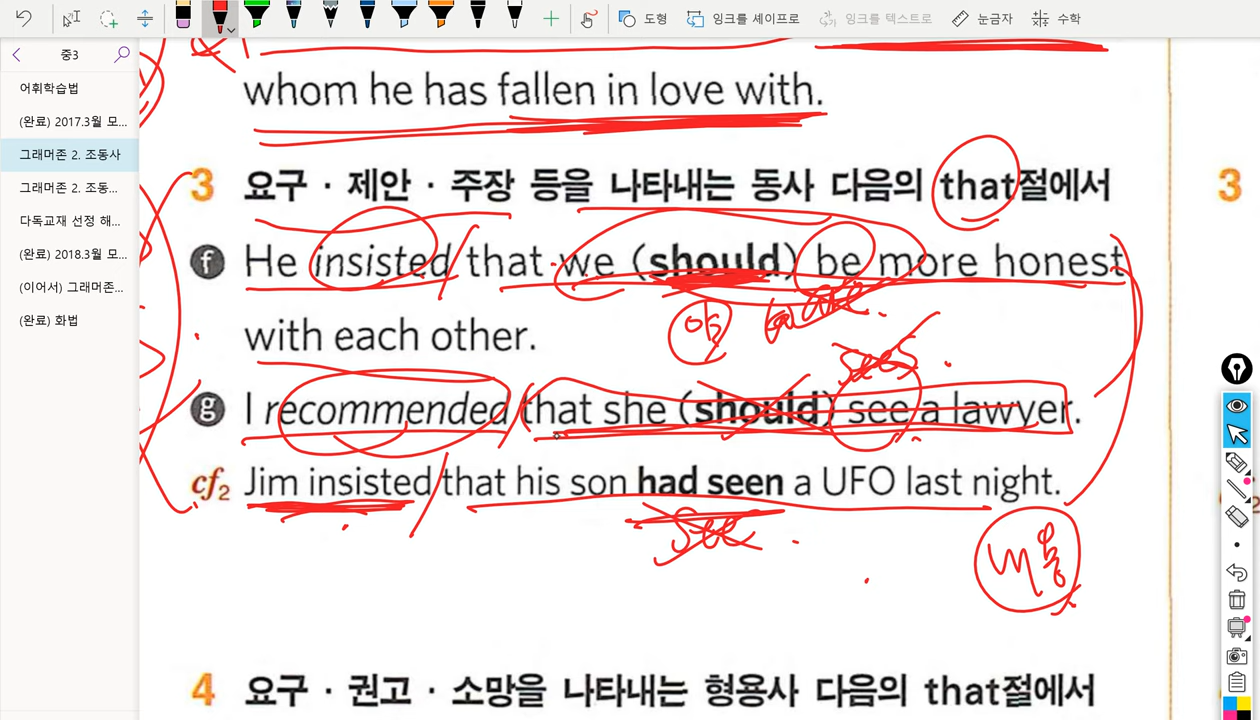 도형
잉크를 셰이프로
잉크를 텍스트로
눈금자
수학
중3
어휘학습법
(완료) 2017.3월 모...
그래머존 2. 조동사
그래머존 2. 조동...
다독교재 선정 해...
(완료) 2018.3월 모...
(이어서) 그래머존...
(완료) 화법
whom he has fallen in love with.
3 요구 · 제안 · 주장 등을 나타내는 동사 다음의 that절에서
3
f He insisted that we (should) be more honest
야
with each other.
sees
g I recommended that she (should) see a lawyer.
cf2 Jim insisted that his son had seen a UFO last night.
see
내용
4 요구 · 권고 · 소망을 나타내는 형용사 다음의 that절에서